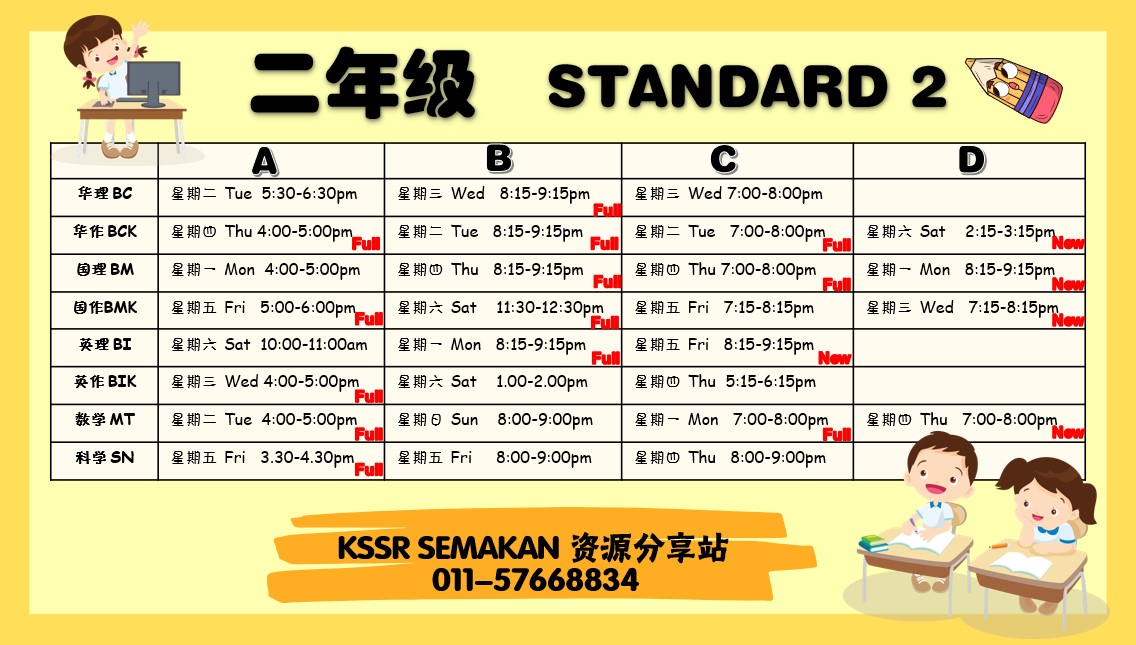 二年级 STANDARD 2
A B C D
华理 BC 星期二 Tue 5:30-6:30pm 星期三 Wed 8:15-9:15pm Full 星期三 Wed 7:00-8:00pm
华作 BCK 星期四 Thu 4:00-5:00pm Full 星期二 Tue 8:15-9:15pm Full 星期二 Tue 7:00-8:00pm Full 星期六 Sat 2:15-3:15pm New
国理 BM 星期一 Mon 4:00-5:00pm 星期四 Thu 8:15-9:15pm Full 星期四 Thu 7:00-8:00pm Full 星期一 Mon 8:15-9:15pm New
国作BMK 星期五 Fri 5:00-6:00pm Full 星期六 Sat 11:30-12:30pm Full 星期五 Fri 7:15-8:15pm 星期三 Wed 7:15-8:15pm New
英理 BI 星期六 Sat 10:00-11:00am 星期一 Mon 8:15-9:15pm Full 星期五 Fri 8:15-9:15pm New
英作 BIK 星期三 Wed 4:00-5:00pm Full 星期六 Sat 1.00-2.00pm 星期四 Thu 5:15-6:15pm
数学 MT 星期二 Tue 4:00-5:00pm Full 星期日 Sun 8:00-9:00pm 星期一 Mon 7:00-8:00pm Full 星期四 Thu 7:00-8:00pm New
科学 SN 星期五 Fri 3.30-4.30pm Full 星期五 Fri 8:00-9:00pm 星期四 Thu 8:00-9:00pm
KSSR SEMAKAN 资源分享站
011-57668834